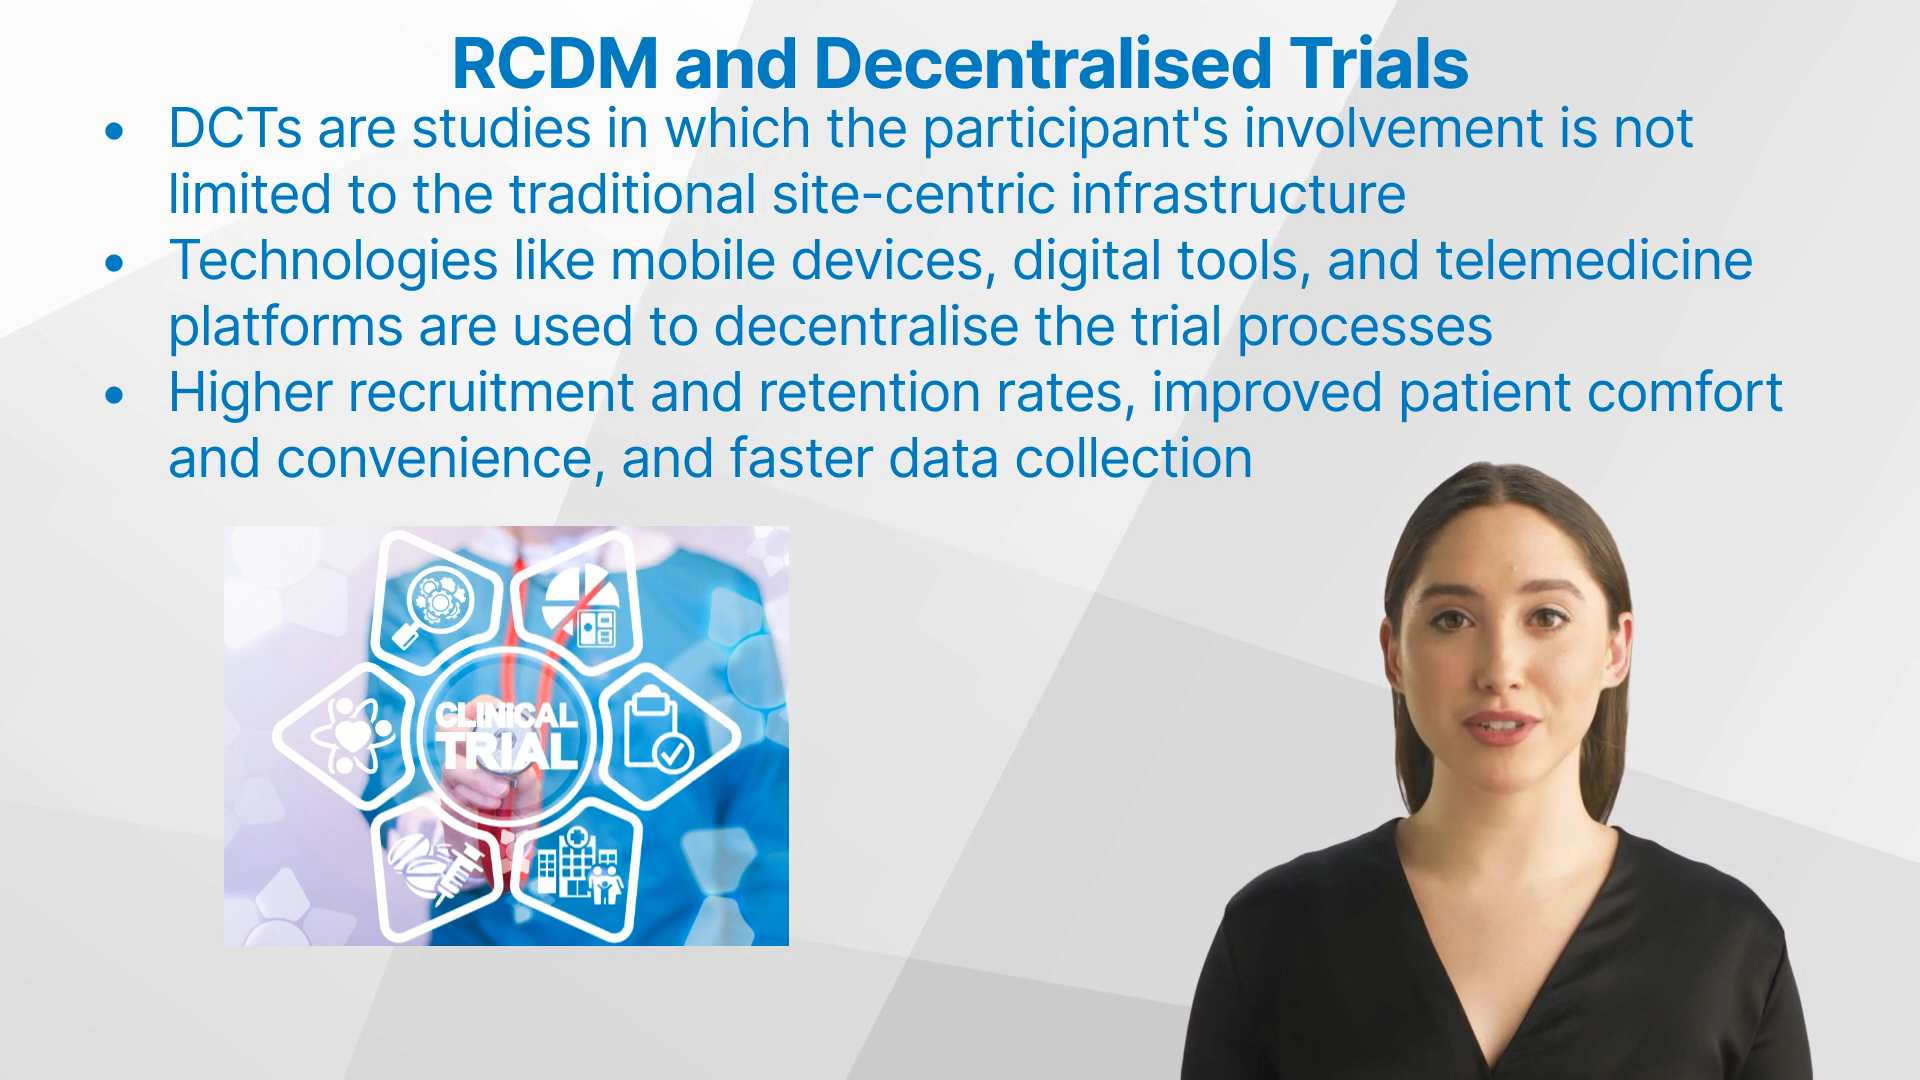 RCDM and Decentralised Trials
• DCTs are studies in which the participant's involvement is not
limited to the traditional site-centric infrastructure
• Technologies like mobile devices, digital tools, and telemedicine
platforms are used to decentralise the trial processes
• Higher recruitment and retention rates, improved patient comfort
and convenience, and faster data collection
CLINICAL
TRIAL